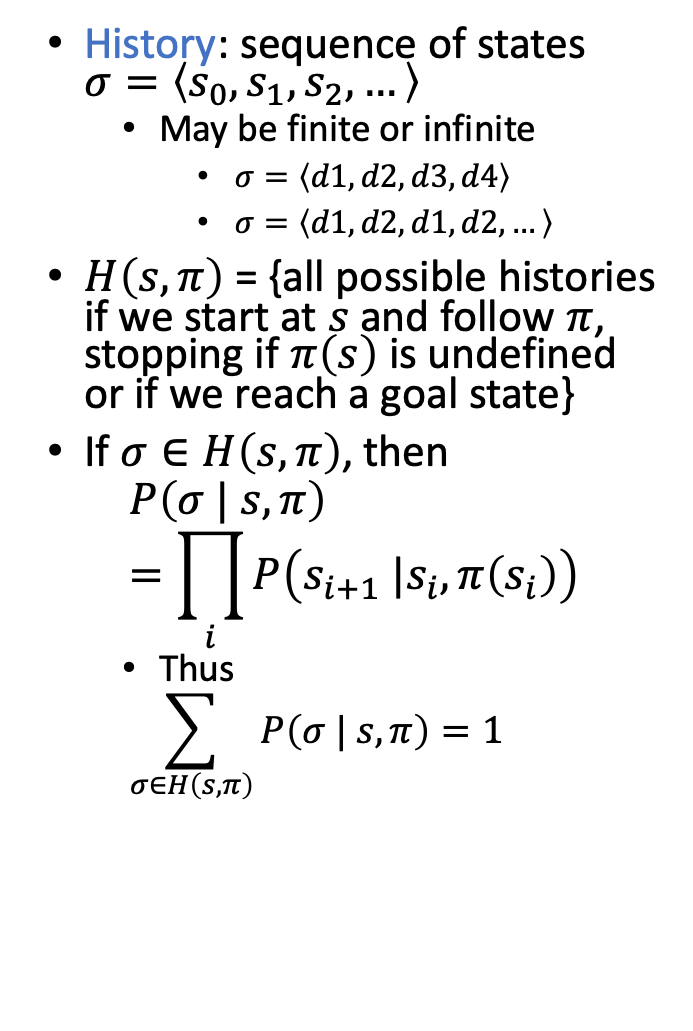 • History: sequence of states
σ = ⟨s₀, s₁, s₂, … ⟩
• May be finite or infinite
• σ = ⟨d1, d2, d3, d4⟩
• σ = ⟨d1, d2, d1, d2, … ⟩
• H(s, π) = {all possible histories
if we start at s and follow π,
stopping if π(s) is undefined
or if we reach a goal state}
• If σ ∈ H(s, π), then
P(σ | s, π)
= ∏ P(sᵢ₊₁ |sᵢ, π(sᵢ))
i
• Thus
∑ P(σ | s, π) = 1
σ∈H(s,π)